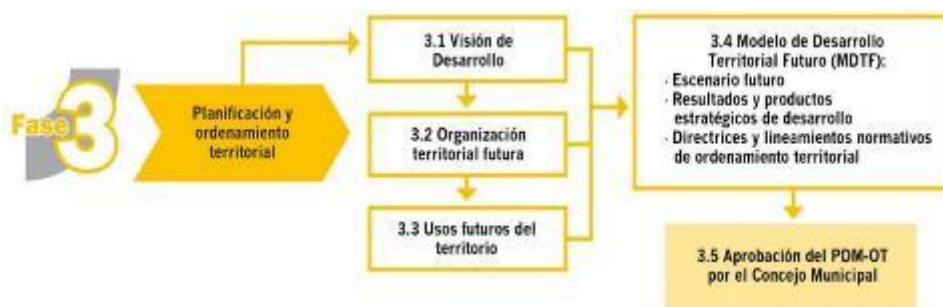 Fase 3
Planificación y
ordenamiento
territorial
3.1 Visión de
Desarrollo
3.2 Organización
territorial futura
3.3 Usos futuros del
territorio
3.4 Modelo de Desarrollo
Territorial Futuro (MDTF):
· Escenario futuro
· Resultados y productos
estratégicos de desarrollo
· Directrices y lineamientos normativos
de ordenamiento territorial
3.5 Aprobación del PDM-OT
por el Concejo Municipal